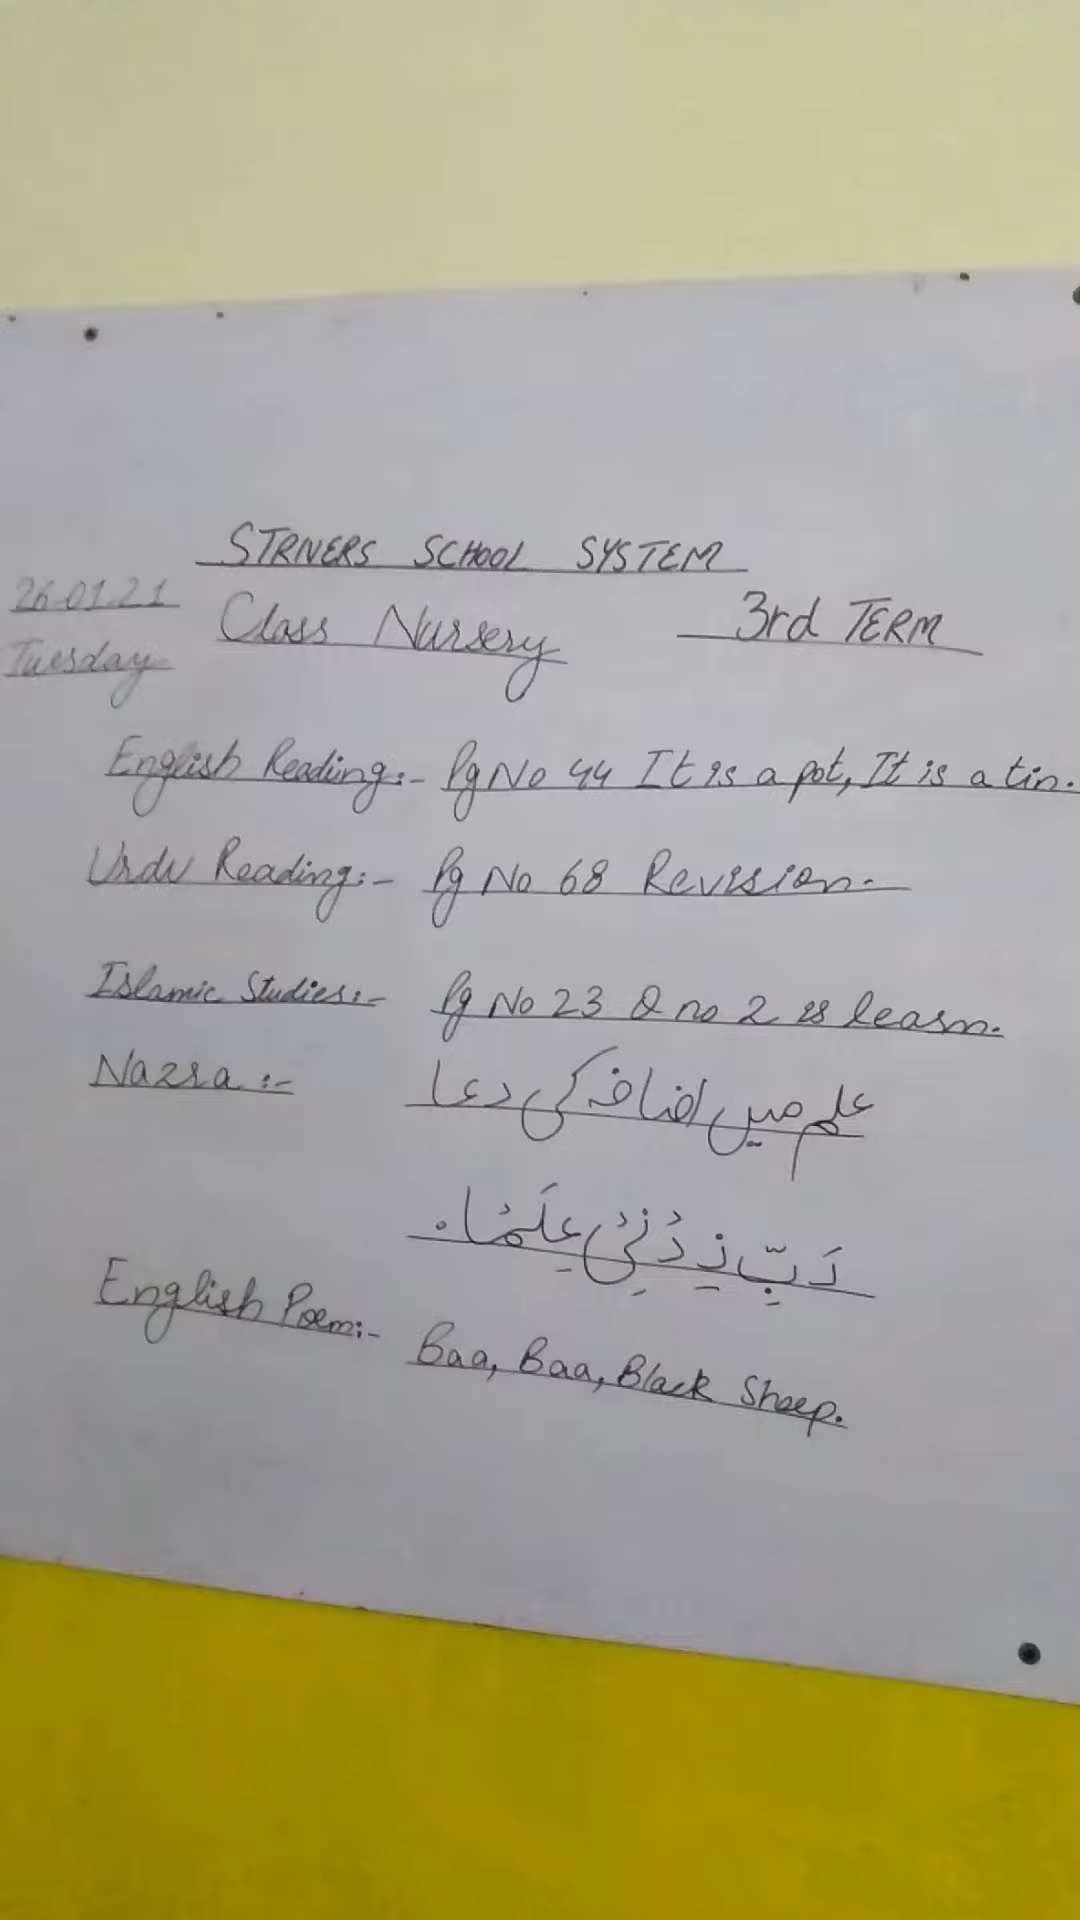 STRIVERS SCHOOL SYSTEM
26-01-21 Class Nursery 3rd TERM
Tuesday
English Reading:- Pg No 44 It is a pot, It is a tin.
Urdu Reading:- Pg No 68 Revision.
Islamic Studies:- Pg No 23 Q no 2 is learn.
Nazra :- علم میں اضافہ کی دعا
رَبِّ زِدْنِیْ عِلْمًا۔
English Poem:- Baa, Baa, Black Sheep.